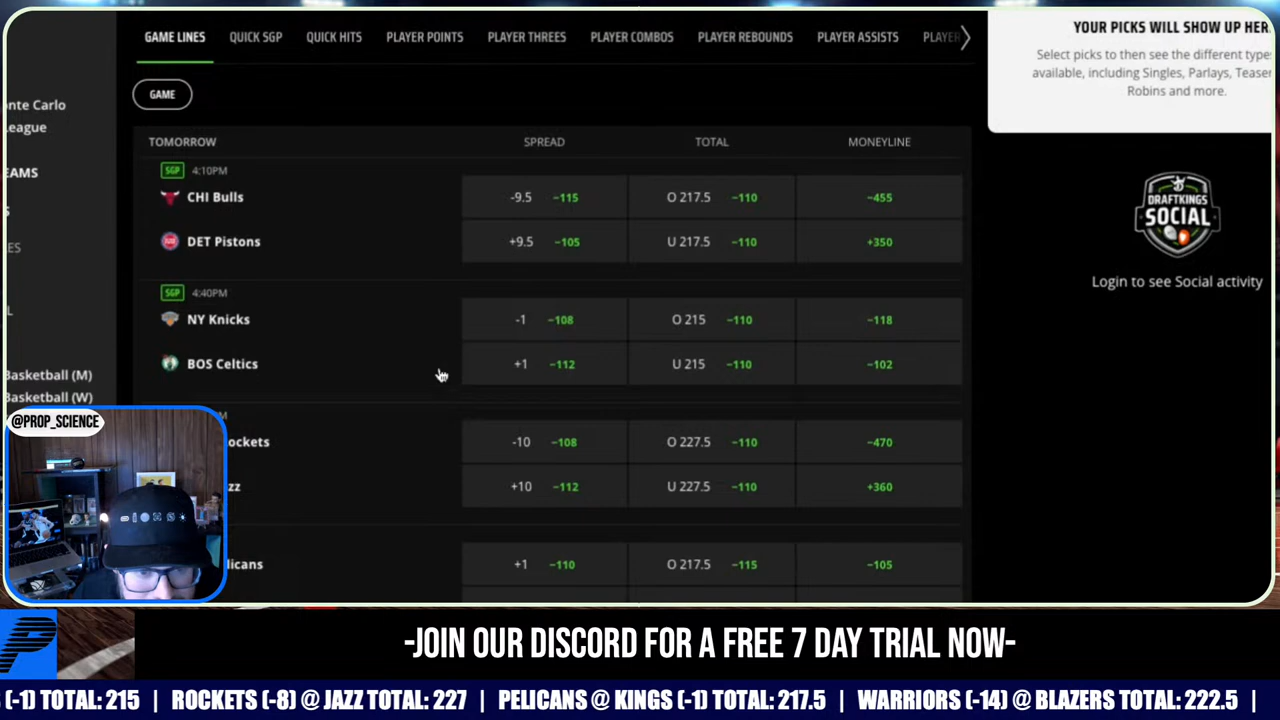 GAME LINES QUICK SGP QUICK HITS PLAYER POINTS PLAYER THREES PLAYER COMBOS PLAYER REBOUNDS PLAYER ASSISTS PLAYE
YOUR PICKS WILL SHOW UP HER
Select picks to then see the different type
available, including Singles, Parlays, Tease
Robins and more.
GAME
onte Carlo
eague
EAMS
S
ES
L
Basketball (M)
Basketball (W)
TOMORROW SPREAD TOTAL MONEYLINE
SGP 4:10PM
CHI Bulls -9.5 −115 O 217.5 −110 −455
DET Pistons +9.5 −105 U 217.5 −110 +350
SGP 4:40PM
NY Knicks -1 −108 O 215 −110 −118
BOS Celtics +1 −112 U 215 −110 −102
M
ockets -10 −108 O 227.5 −110 −470
zz +10 −112 U 227.5 −110 +360
licans +1 −110 O 217.5 −115 −105
DRAFTKINGS
SOCIAL
Login to see Social activity
@PROP_SCIENCE
-JOIN OUR DISCORD FOR A FREE 7 DAY TRIAL NOW-
(-1) TOTAL: 215 | ROCKETS (-8) @ JAZZ TOTAL: 227 | PELICANS @ KINGS (-1) TOTAL: 217.5 | WARRIORS (-14) @ BLAZERS TOTAL: 222.5 |